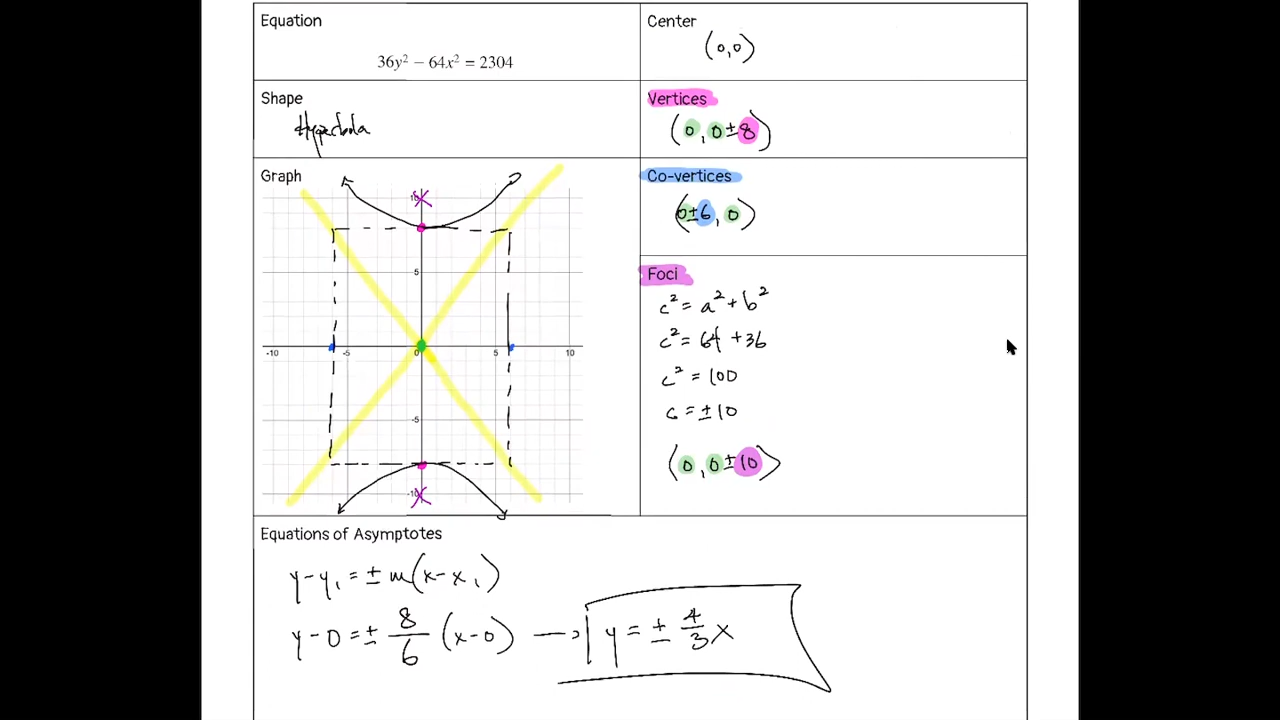 Equation
36y² − 64x² = 2304
Center
(0,0)
Shape
Hyperbola
Vertices
(0, 0±8)
Graph
10
5
-10
-5
0
5
10
-5
-10
Co-vertices
(0±6, 0)
Foci
c² = a² + b²
c² = 64 + 36
c² = 100
c = ±10
(0, 0±10)
Equations of Asymptotes
y-y₁ = ± m(x-x₁)
y-0 = ± 8/6 (x-0) → y = ± 4/3 x